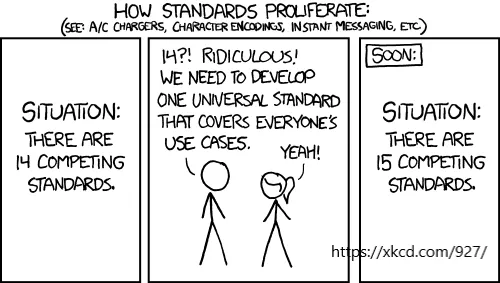 HOW STANDARDS PROLIFERATE:
(SEE: A/C CHARGERS, CHARACTER ENCODINGS, INSTANT MESSAGING, ETC.)
SITUATION:
THERE ARE
14 COMPETING
STANDARDS.
14?! RIDICULOUS!
WE NEED TO DEVELOP
ONE UNIVERSAL STANDARD
THAT COVERS EVERYONE'S
USE CASES.
YEAH!
SOON:
SITUATION:
THERE ARE
15 COMPETING
STANDARDS.
https://xkcd.com/927/